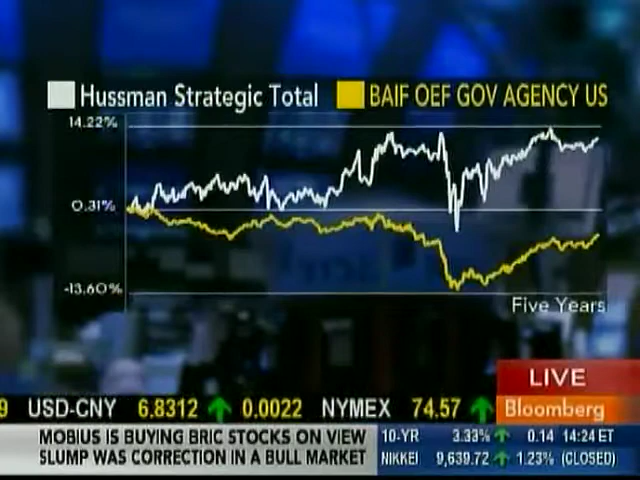 Hussman Strategic Total BAIF OEF GOV AGENCY US
14.22%
0.31%
-13.60%
Five Years
LIVE
Bloomberg
9 USD-CNY 6,8312 0.0022 NYMEX 74.57
MOBIUS IS BUYING BRIC STOCKS ON VIEW
SLUMP WAS CORRECTION IN A BULL MARKET
10-YR 3.33% 0.14 14:24 ET
NIKKEI 9,639.72 1.23% (CLOSED)